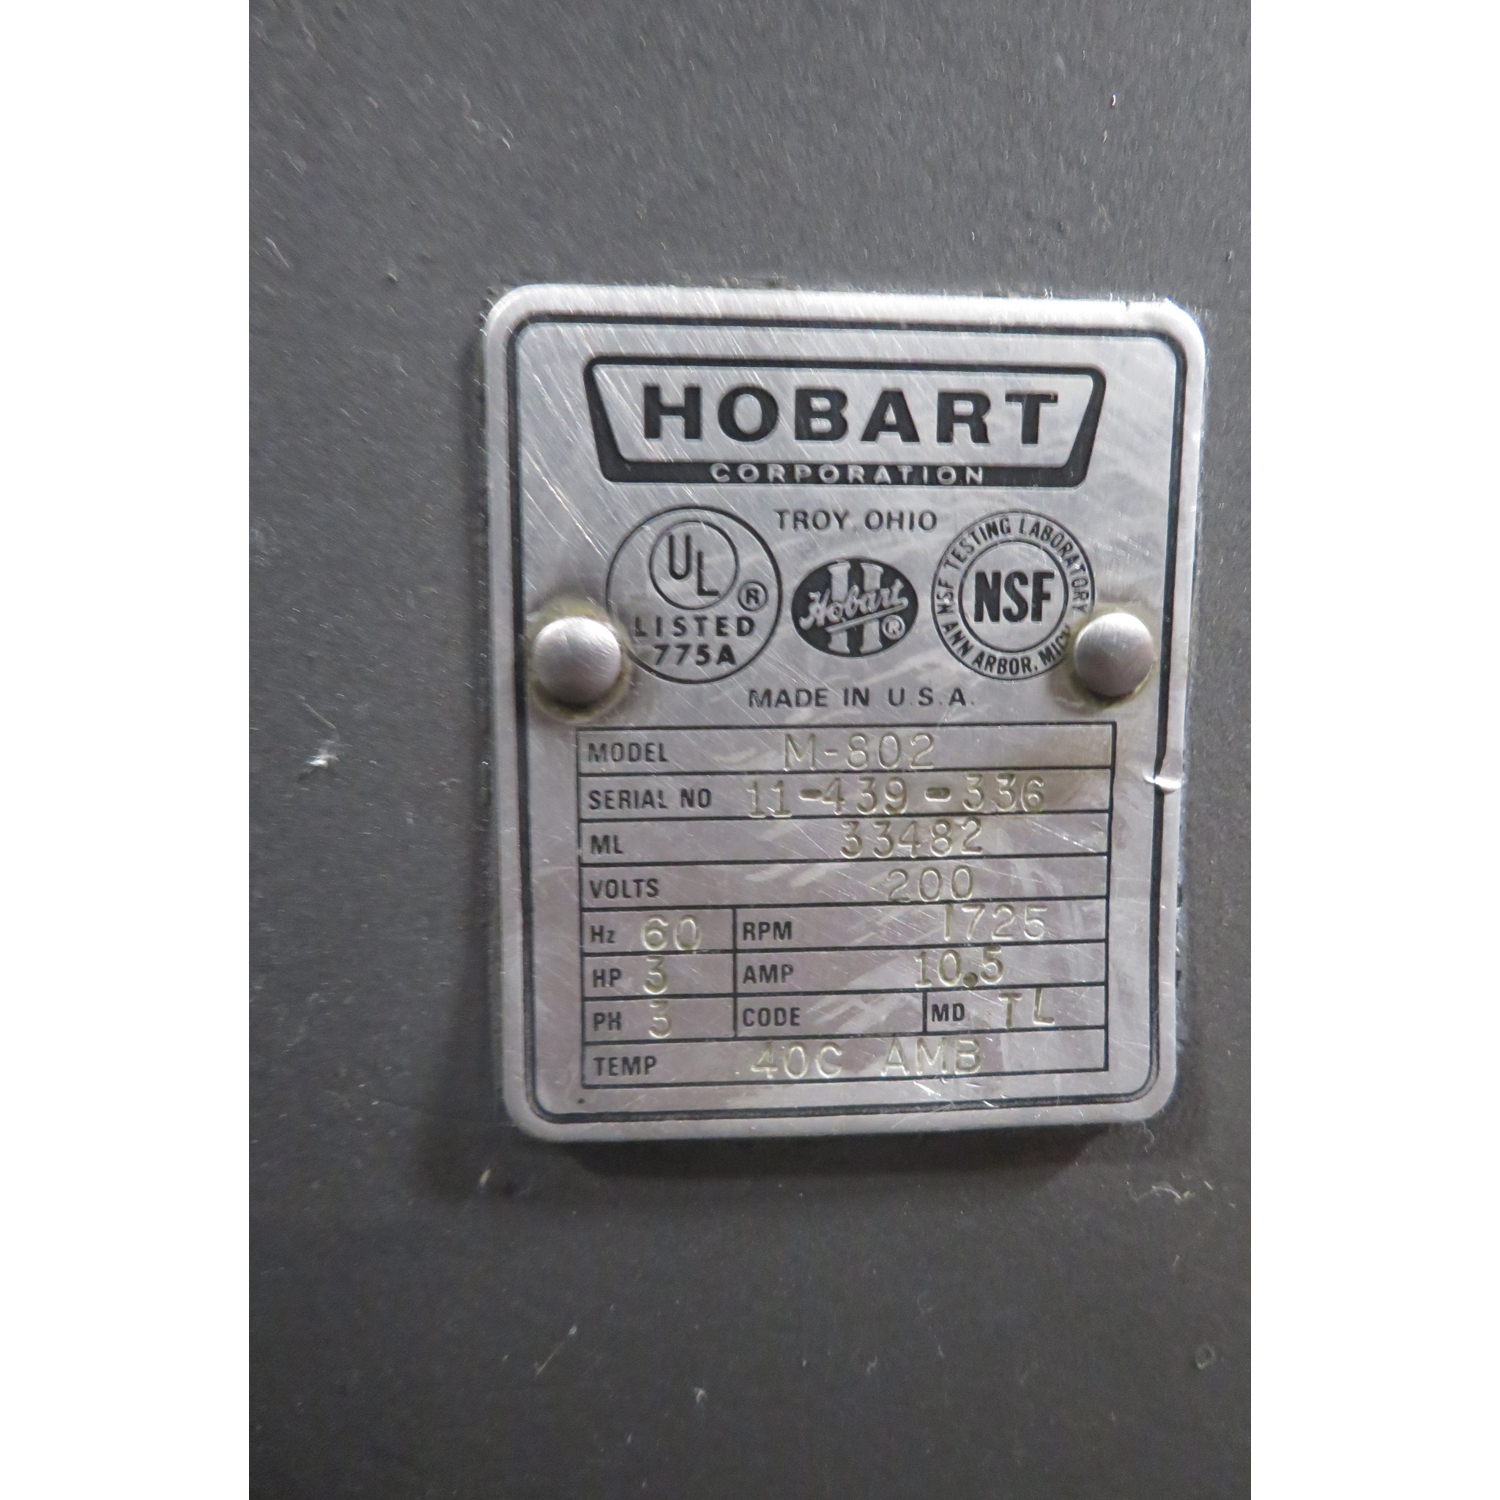 HOBART
CORPORATION
TROY, OHIO
UL ®
LISTED
775A
Hobart ®
NSF TESTING LABORATORY
NSF
ANN ARBOR, MICH
MADE IN U.S.A.
MODEL M-802
SERIAL NO 11-439-336
ML 33482
VOLTS 200
Hz 60 RPM 1725
HP 3 AMP 10.5
PH 3 CODE MD TL
TEMP 40C AMB